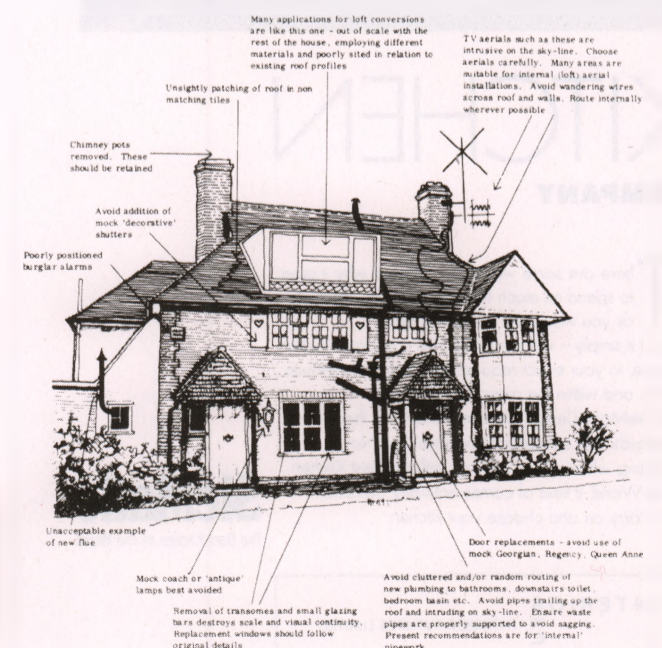 Many applications for loft conversions
are like this one - out of scale with the
rest of the house, employing different
materials and poorly sited in relation to
existing roof profiles
TV aerials such as these are
intrusive on the sky-line. Choose
aerials carefully. Many areas are
suitable for internal (loft) aerial
installations. Avoid wandering wires
across roof and walls. Route internally
wherever possible
Unsightly patching of roof in non
matching tiles
Chimney pots
removed. These
should be retained
Avoid addition of
mock 'decorative'
shutters
Poorly positioned
burglar alarms
Unacceptable example
of new flue
Mock coach or 'antique'
lamps best avoided
Removal of transomes and small glazing
bars destroys scale and visual continuity.
Replacement windows should follow
original details
Door replacements - avoid use of
mock Georgian, Regency, Queen Anne
Avoid cluttered and/or random routing of
new plumbing to bathrooms, downstairs toilet,
bedroom basin etc. Avoid pipes trailing up the
roof and intruding on sky-line. Ensure waste
pipes are properly supported to avoid sagging.
Present recommendations are for 'internal'
pipework